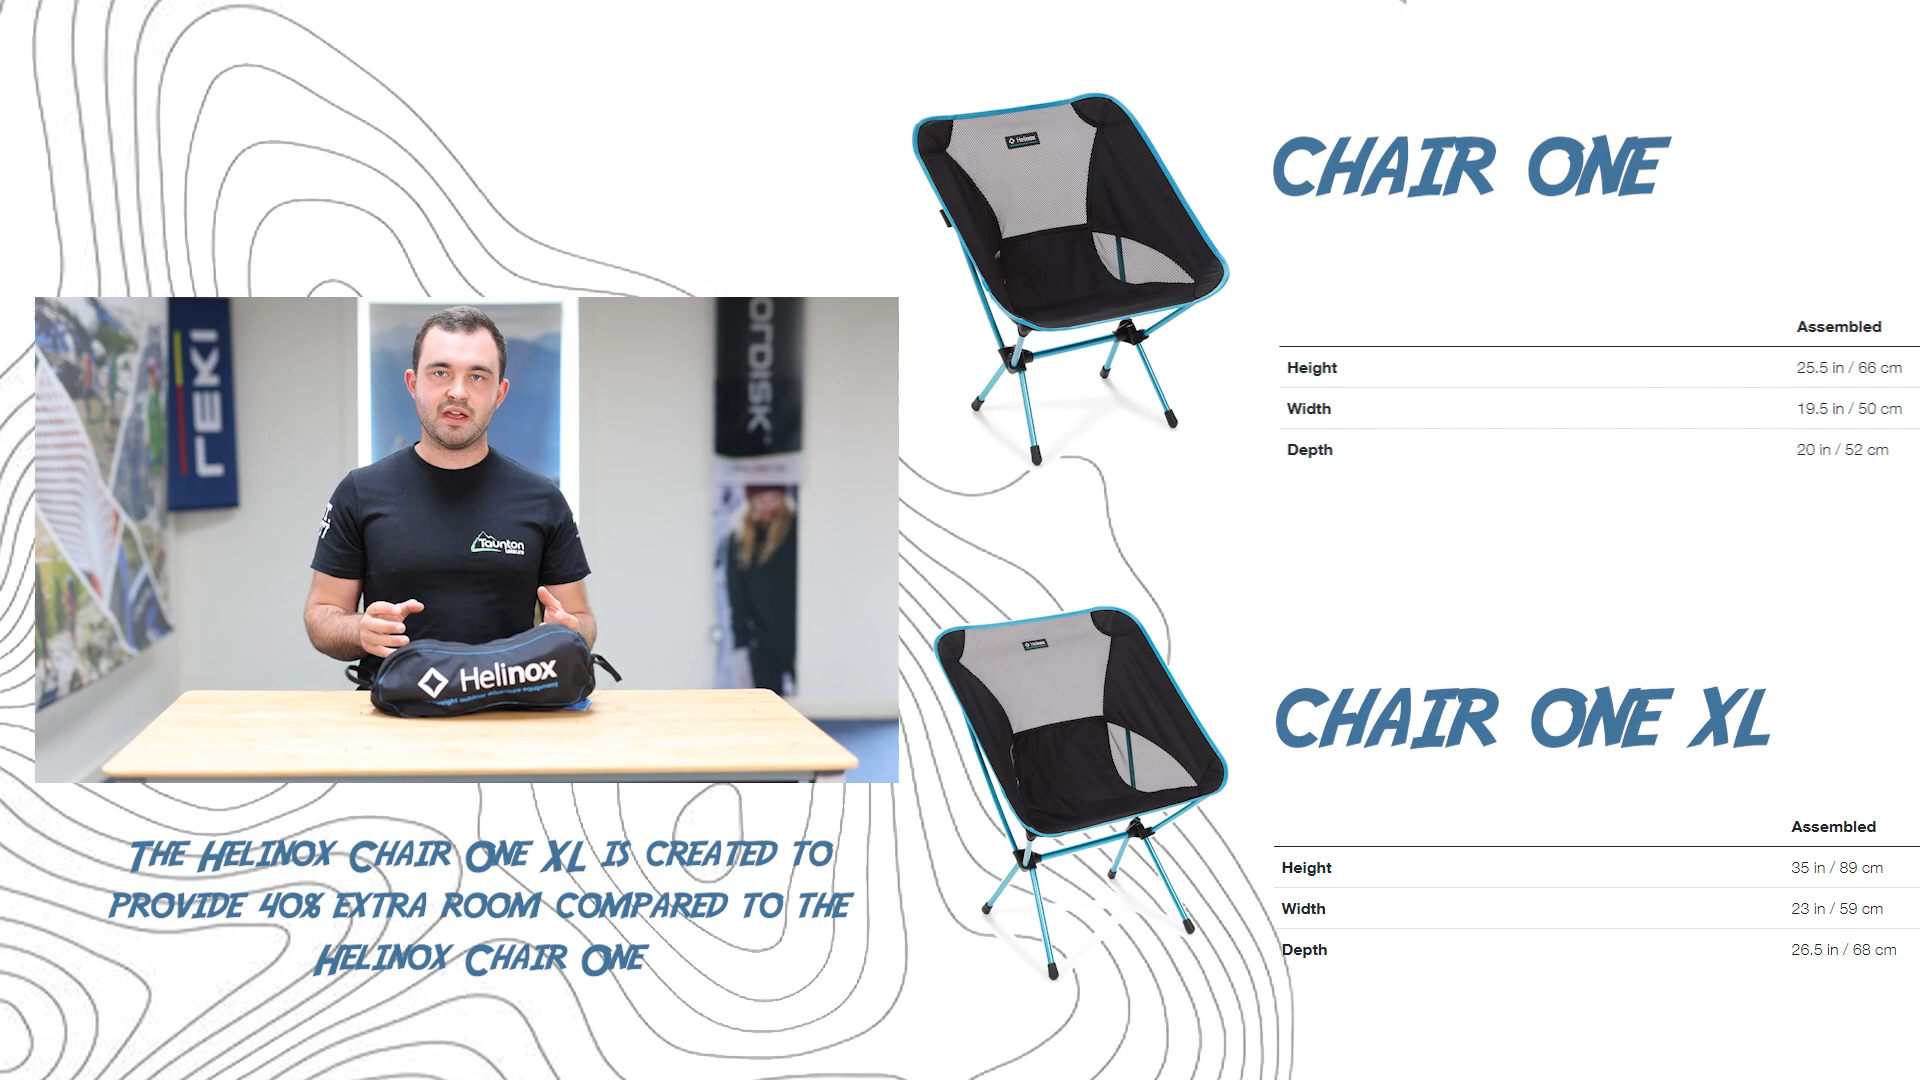 Helinox
CHAIR ONE
Assembled
Height 25.5 in / 66 cm
Width 19.5 in / 50 cm
Depth 20 in / 52 cm
LEKI
ORDISK
Taunton
Leisure
Helinox
Helinox
CHAIR ONE XL
Assembled
Height 35 in / 89 cm
Width 23 in / 59 cm
Depth 26.5 in / 68 cm
THE HELINOX CHAIR ONE XL IS CREATED TO
PROVIDE 40% EXTRA ROOM COMPARED TO THE
HELINOX CHAIR ONE